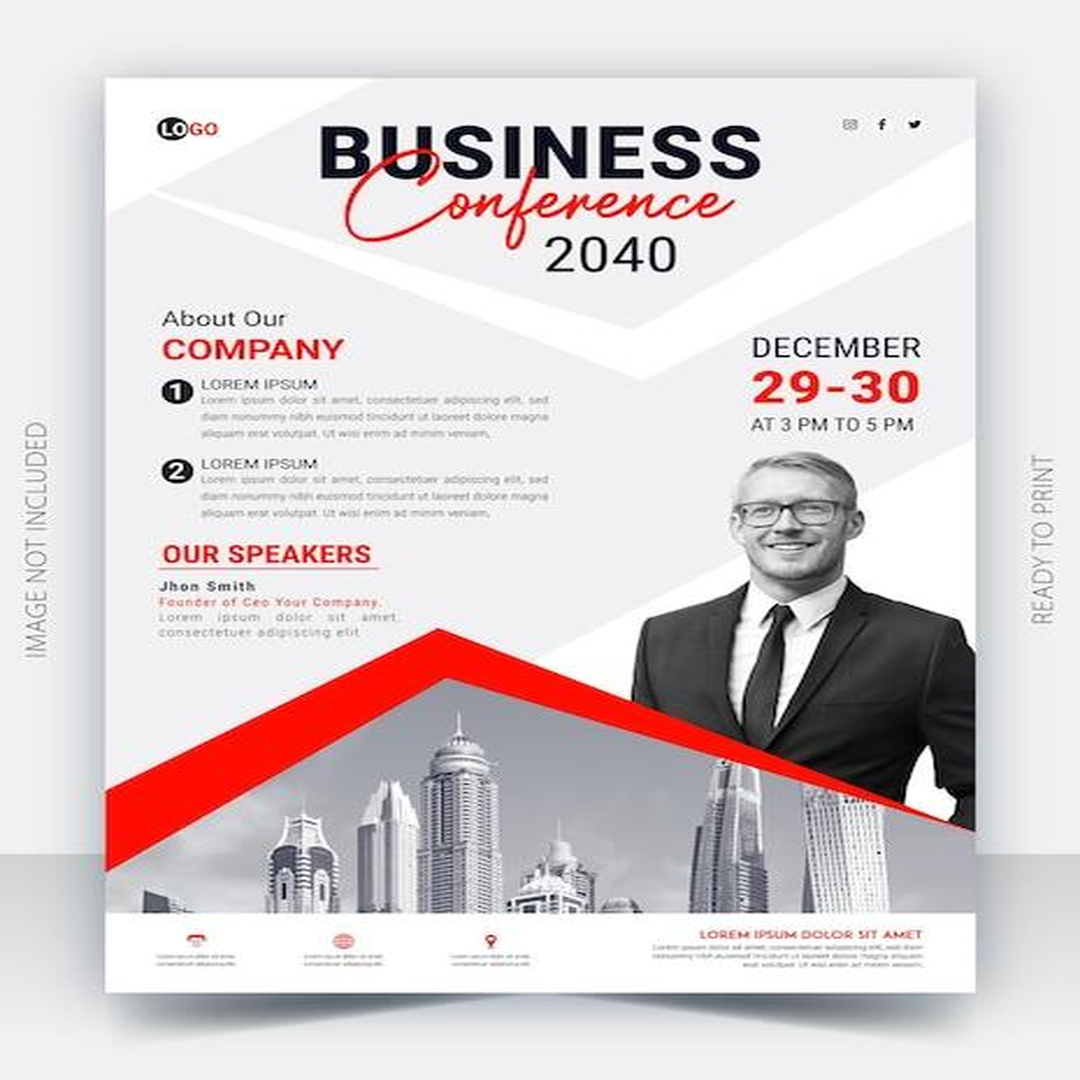 LOGO
BUSINESS
Conference
2040
About Our
COMPANY
1 LOREM IPSUM
Lorem ipsum dolor sit amet, consectetuer adipiscing elit, sed
diam nonummy nibh euismod tincidunt ut laoreet dolore magna
aliquam erat volutpat. Ut wisi enim ad minim veniam,
2 LOREM IPSUM
Lorem ipsum dolor sit amet, consectetuer adipiscing elit, sed
diam nonummy nibh euismod tincidunt ut laoreet dolore magna
aliquam erat volutpat. Ut wisi enim ad minim veniam,
OUR SPEAKERS
Jhon Smith
Founder of Ceo Your Company.
Lorem ipsum dolor sit amet,
consectetuer adipiscing elit
DECEMBER
29-30
AT 3 PM TO 5 PM
LOREM IPSUM DOLOR SIT AMET
IMAGE NOT INCLUDED
READY TO PRINT